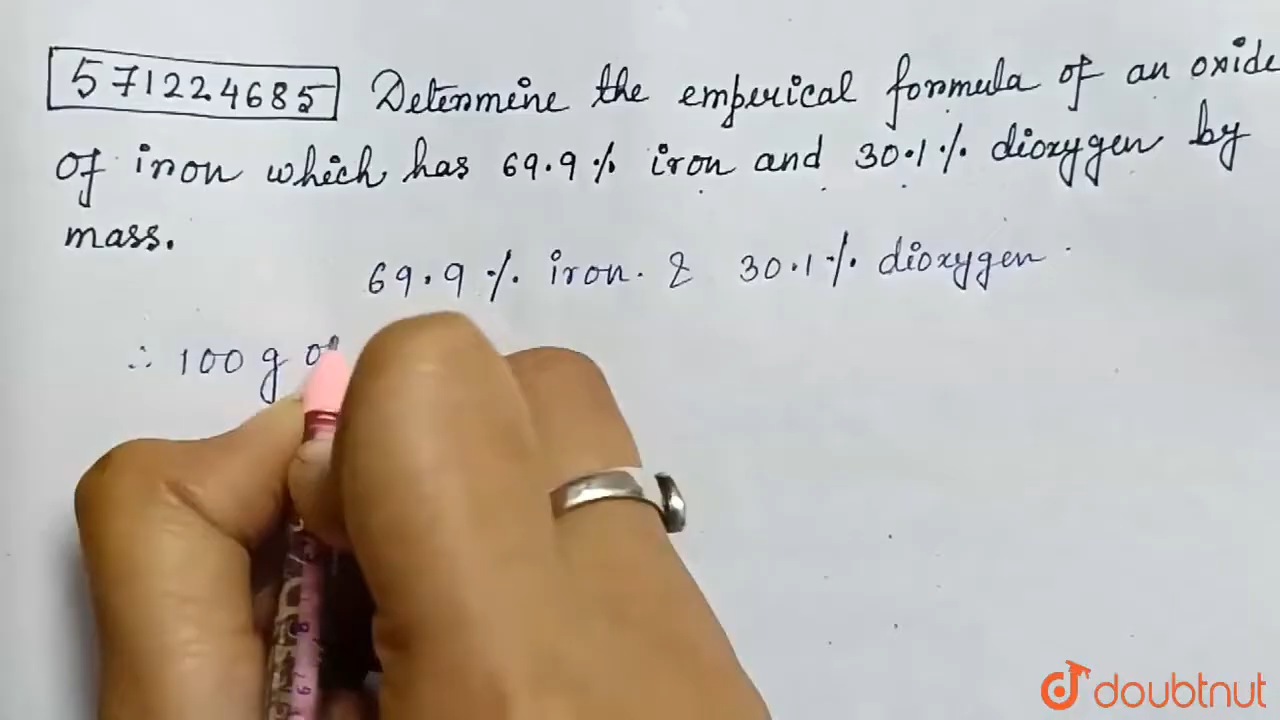 571224685 Determine the emperical formula of an oxide
of iron which has 69.9% iron and 30.1% dioxygen by
mass.
69.9% iron. & 30.1% dioxygen.
∴ 100 g of
doubtnut